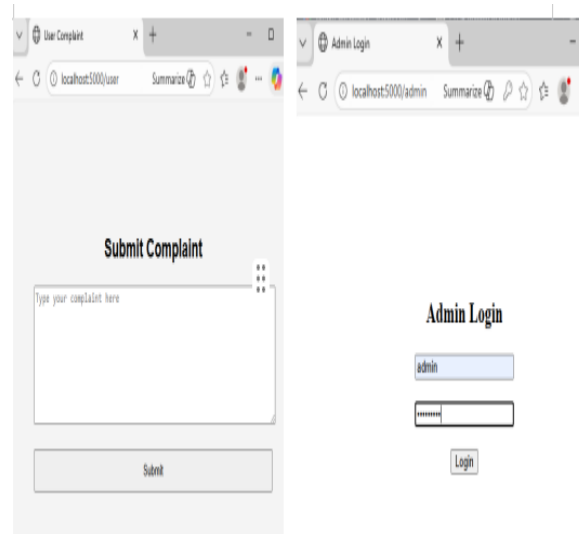 User Complaint
localhost:5000/user
Summarize
Submit Complaint
Type your complaint here
Submit
Admin Login
localhost:5000/admin
Summarize
Admin Login
admin
•••••••••
Login